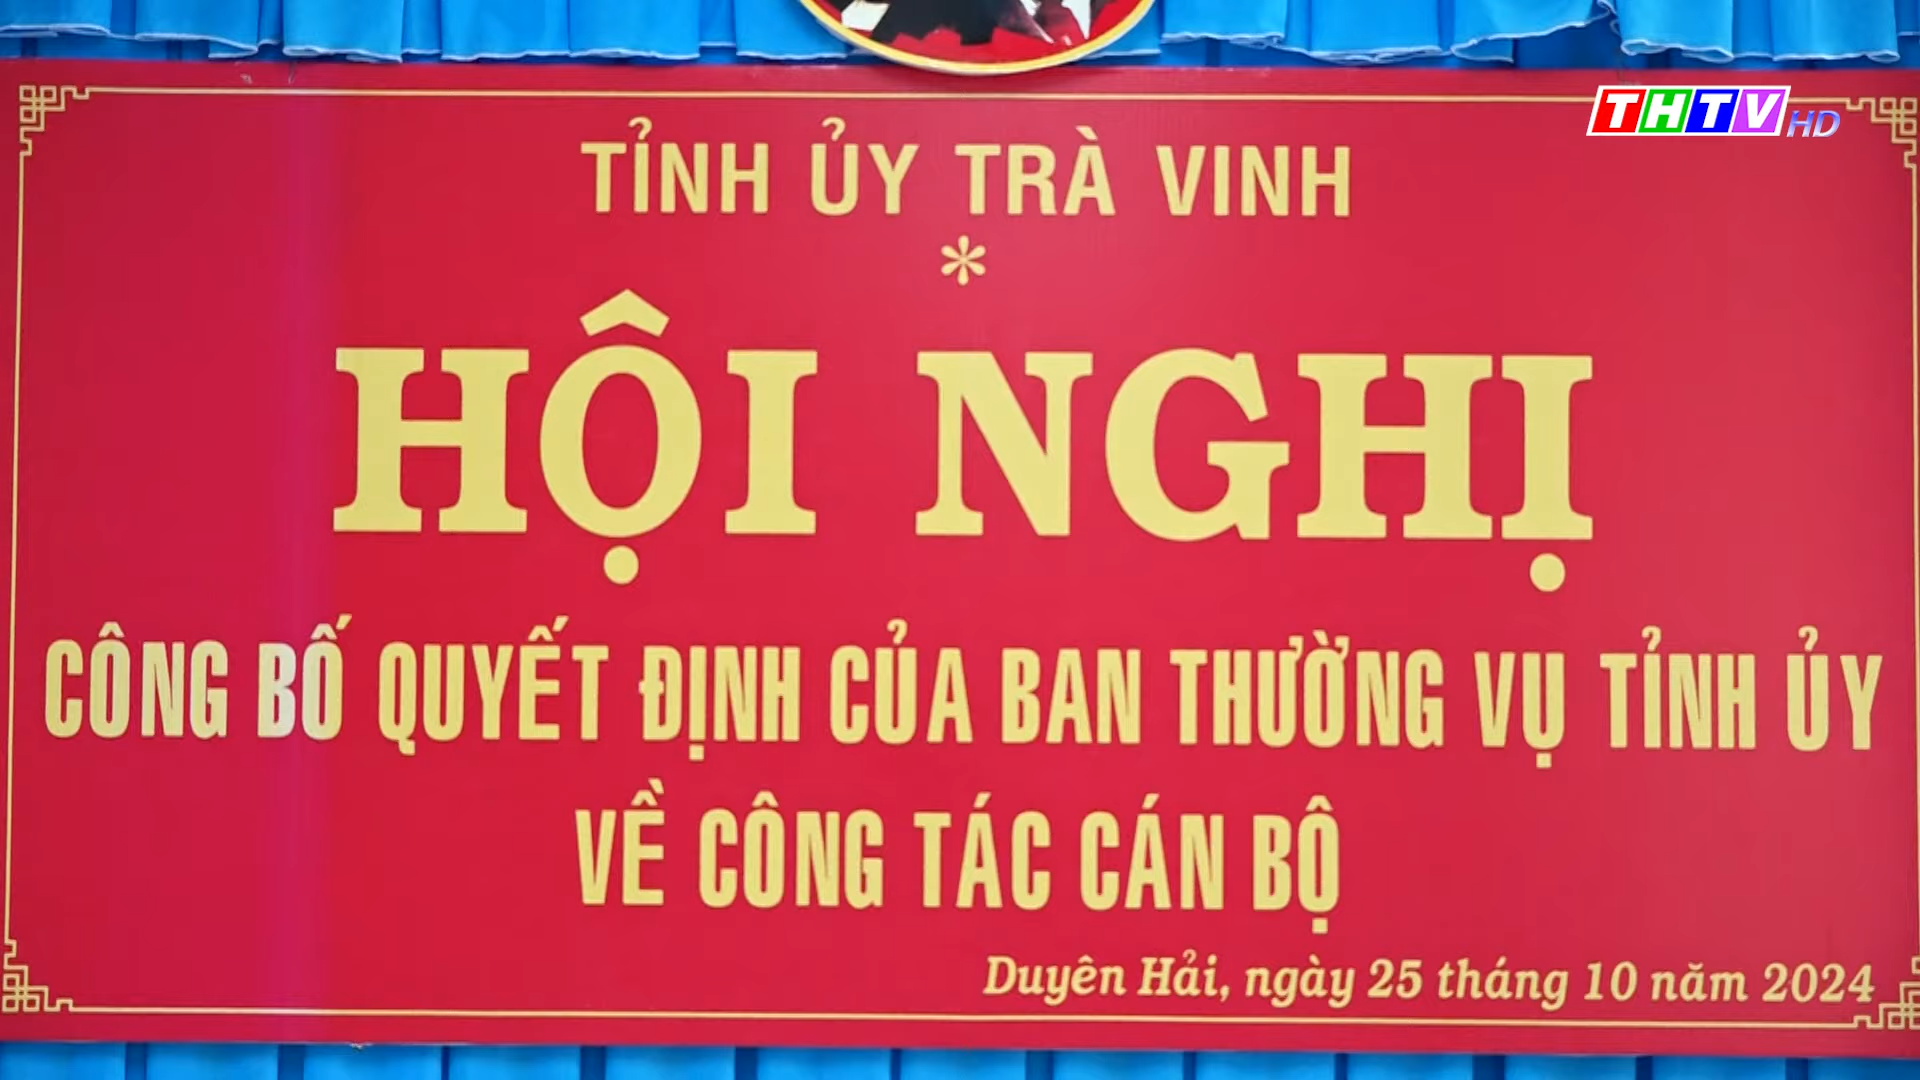 THTV HD
TỈNH ỦY TRÀ VINH
*
HỘI NGHỊ
CÔNG BỐ QUYẾT ĐỊNH CỦA BAN THƯỜNG VỤ TỈNH ỦY
VỀ CÔNG TÁC CÁN BỘ
Duyên Hải, ngày 25 tháng 10 năm 2024